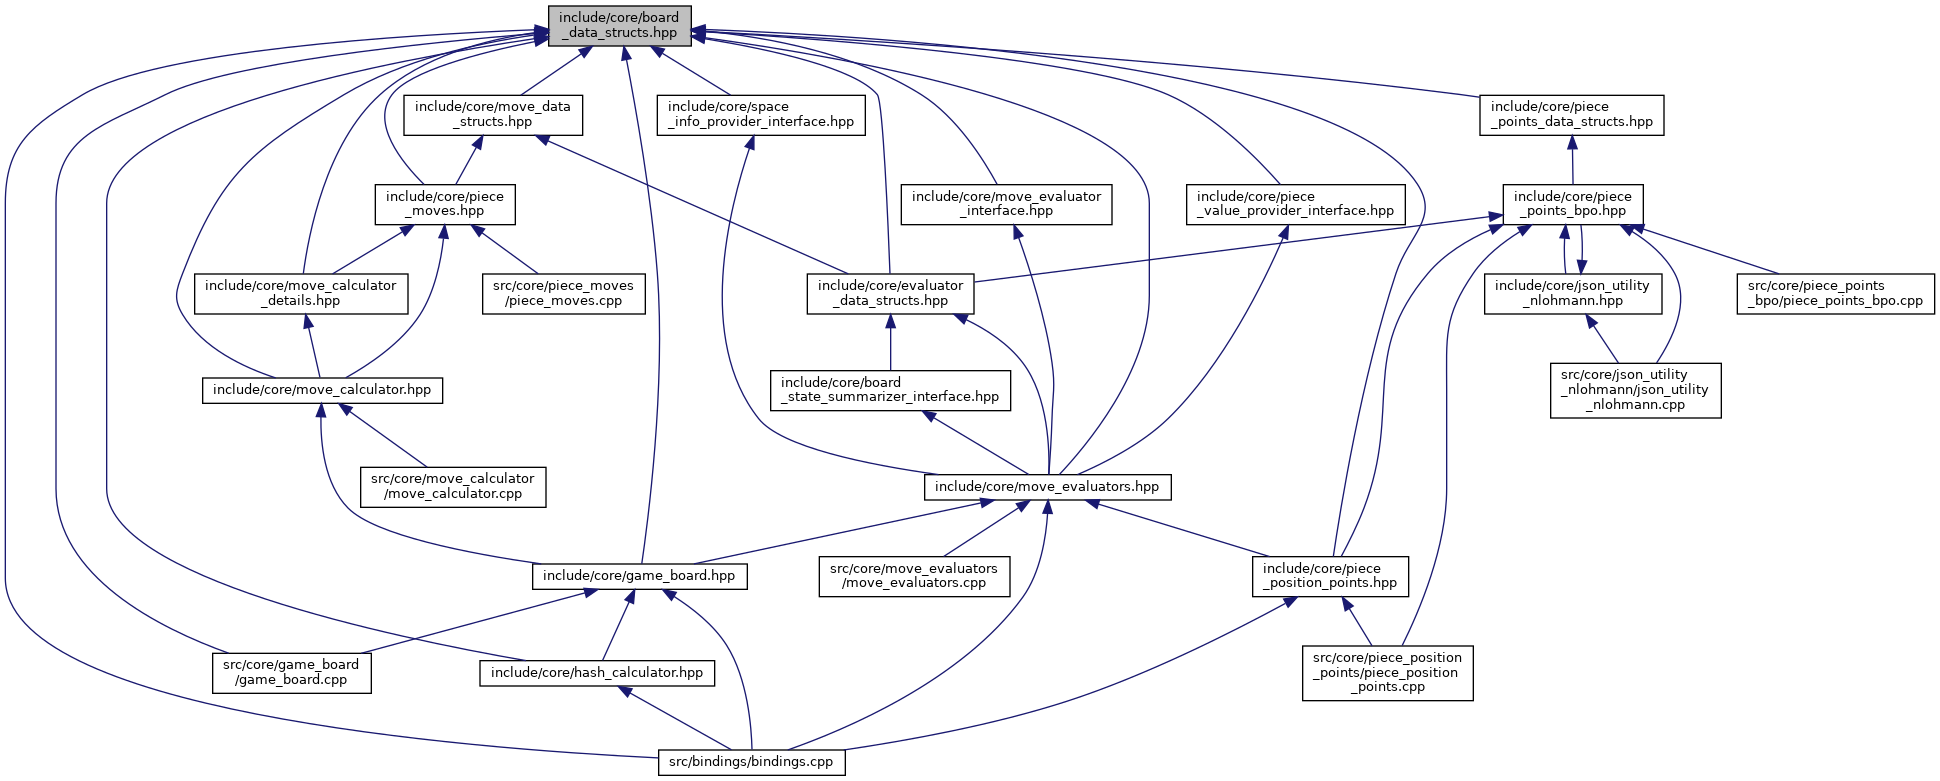 include/core/board
_data_structs.hpp
include/core/move_data
_structs.hpp
include/core/space
_info_provider_interface.hpp
include/core/piece
_points_data_structs.hpp
include/core/piece
_moves.hpp
include/core/move_evaluator
_interface.hpp
include/core/piece
_value_provider_interface.hpp
include/core/piece
_points_bpo.hpp
include/core/move_calculator
_details.hpp
src/core/piece_moves
/piece_moves.cpp
include/core/evaluator
_data_structs.hpp
include/core/json_utility
_nlohmann.hpp
src/core/piece_points
_bpo/piece_points_bpo.cpp
include/core/move_calculator.hpp
include/core/board
_state_summarizer_interface.hpp
src/core/json_utility
_nlohmann/json_utility
_nlohmann.cpp
src/core/move_calculator
/move_calculator.cpp
include/core/move_evaluators.hpp
include/core/game_board.hpp
src/core/move_evaluators
/move_evaluators.cpp
include/core/piece
_position_points.hpp
src/core/game_board
/game_board.cpp
include/core/hash_calculator.hpp
src/core/piece_position
_points/piece_position
_points.cpp
src/bindings/bindings.cpp